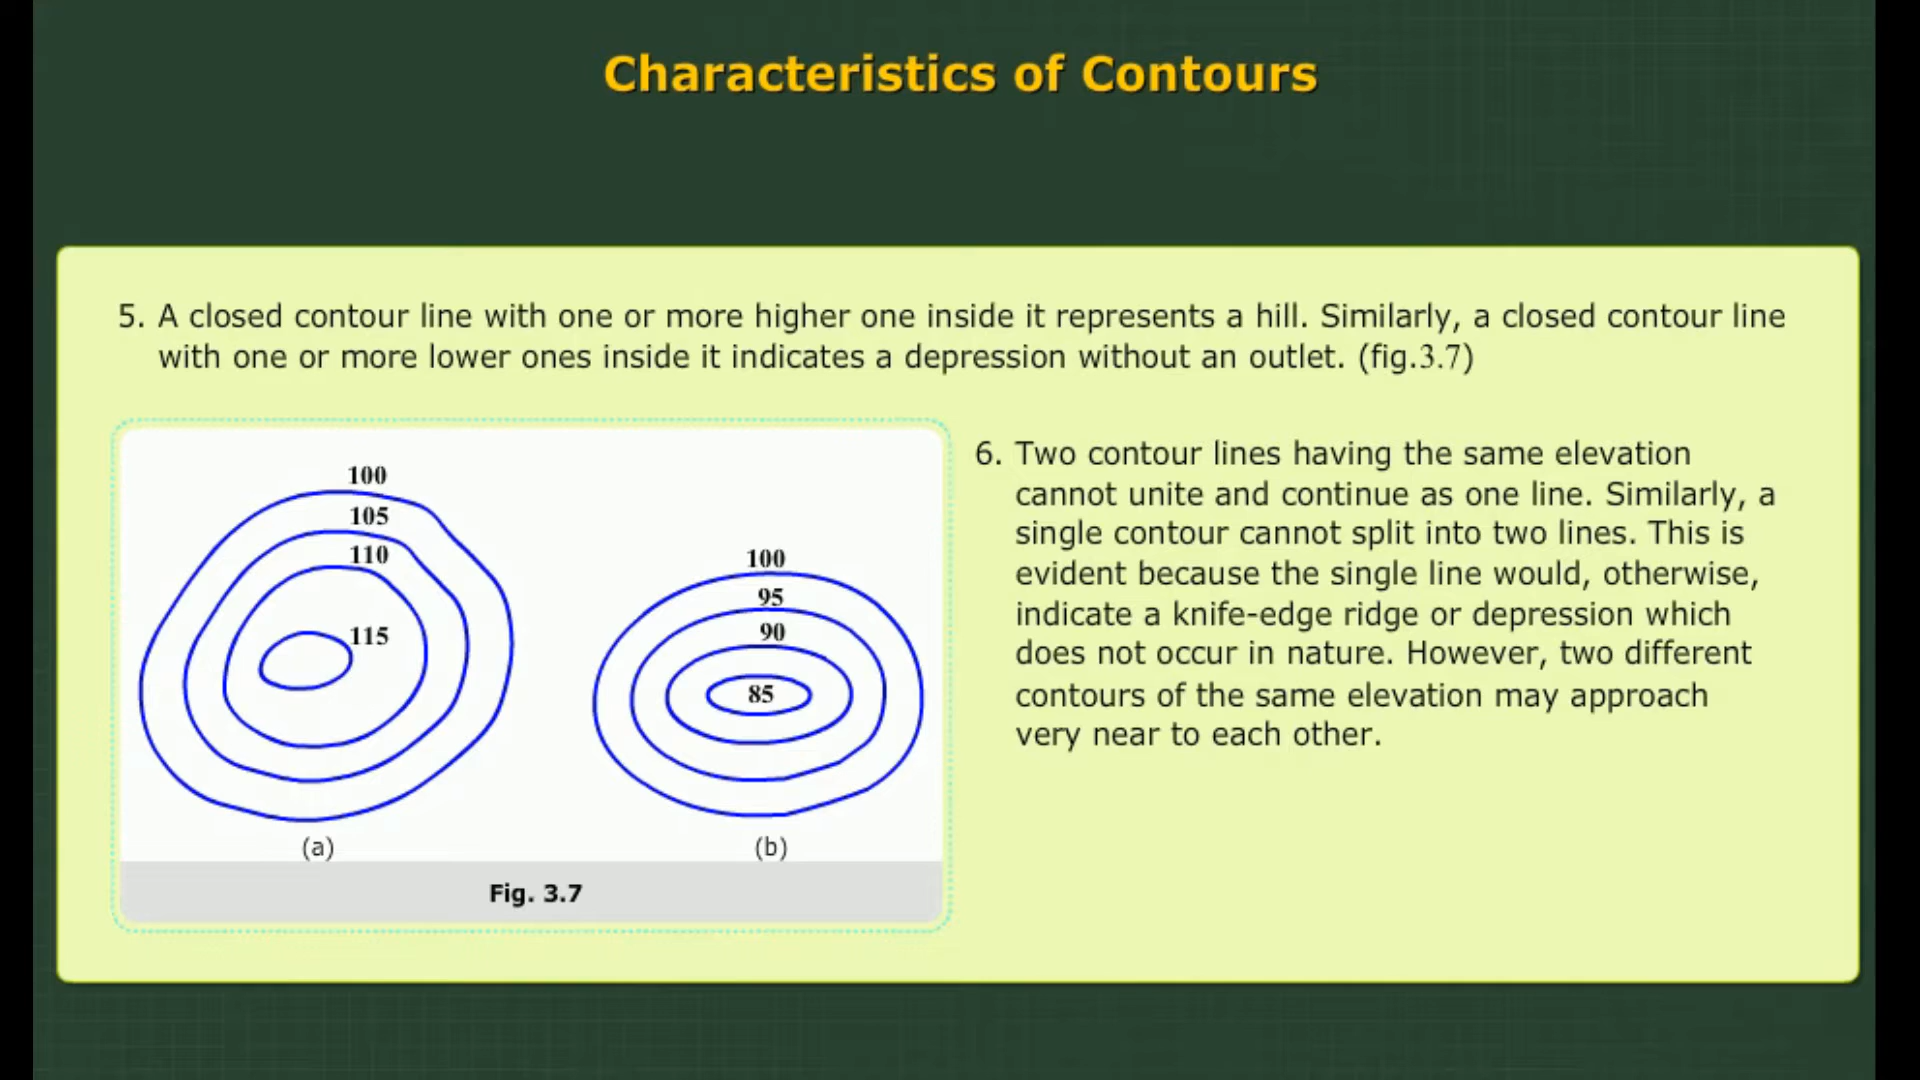 Characteristics of Contours
5. A closed contour line with one or more higher one inside it represents a hill. Similarly, a closed contour line
with one or more lower ones inside it indicates a depression without an outlet. (fig.3.7)
100
105
110
115
(a)
100
95
90
85
(b)
Fig. 3.7
6. Two contour lines having the same elevation
cannot unite and continue as one line. Similarly, a
single contour cannot split into two lines. This is
evident because the single line would, otherwise,
indicate a knife-edge ridge or depression which
does not occur in nature. However, two different
contours of the same elevation may approach
very near to each other.